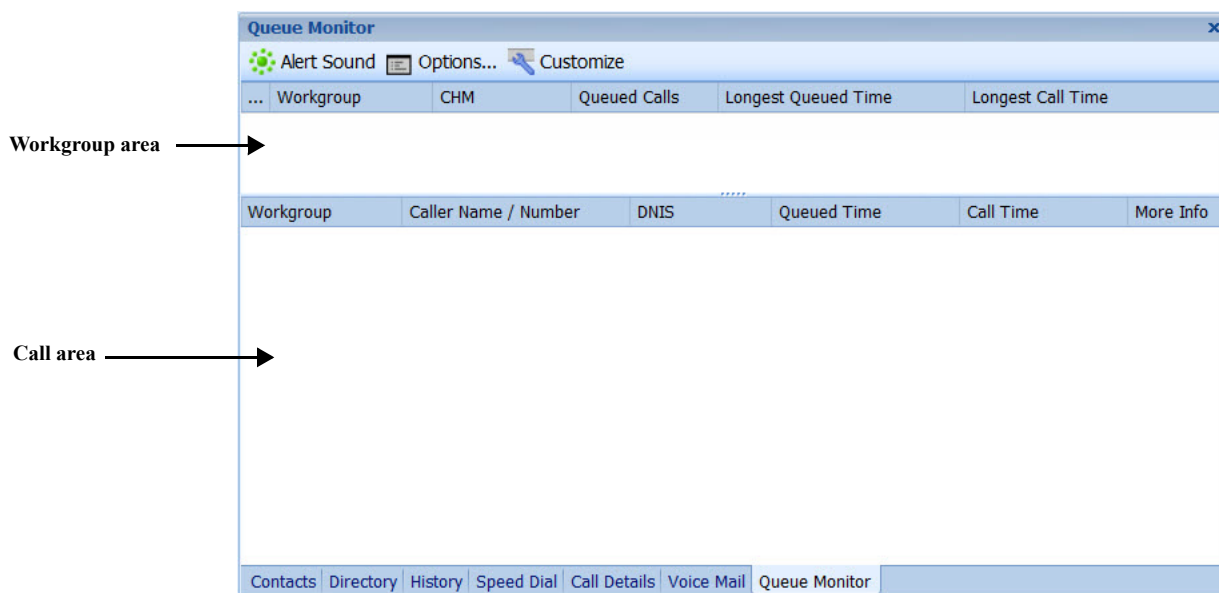 Queue Monitor x
Alert Sound Options... Customize
... Workgroup CHM Queued Calls Longest Queued Time Longest Call Time
Workgroup area
Workgroup Caller Name / Number DNIS Queued Time Call Time More Info
Call area
Contacts Directory History Speed Dial Call Details Voice Mail Queue Monitor